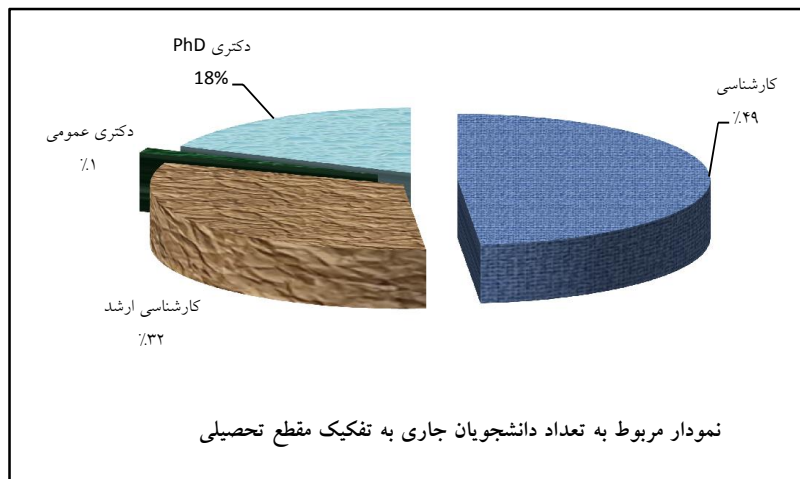 دکتری PhD
18%
کارشناسی
٪۴۹
دکتری عمومی
٪۱
کارشناسی ارشد
٪۳۲
نمودار مربوط به تعداد دانشجویان جاری به تفکیک مقطع تحصیلی